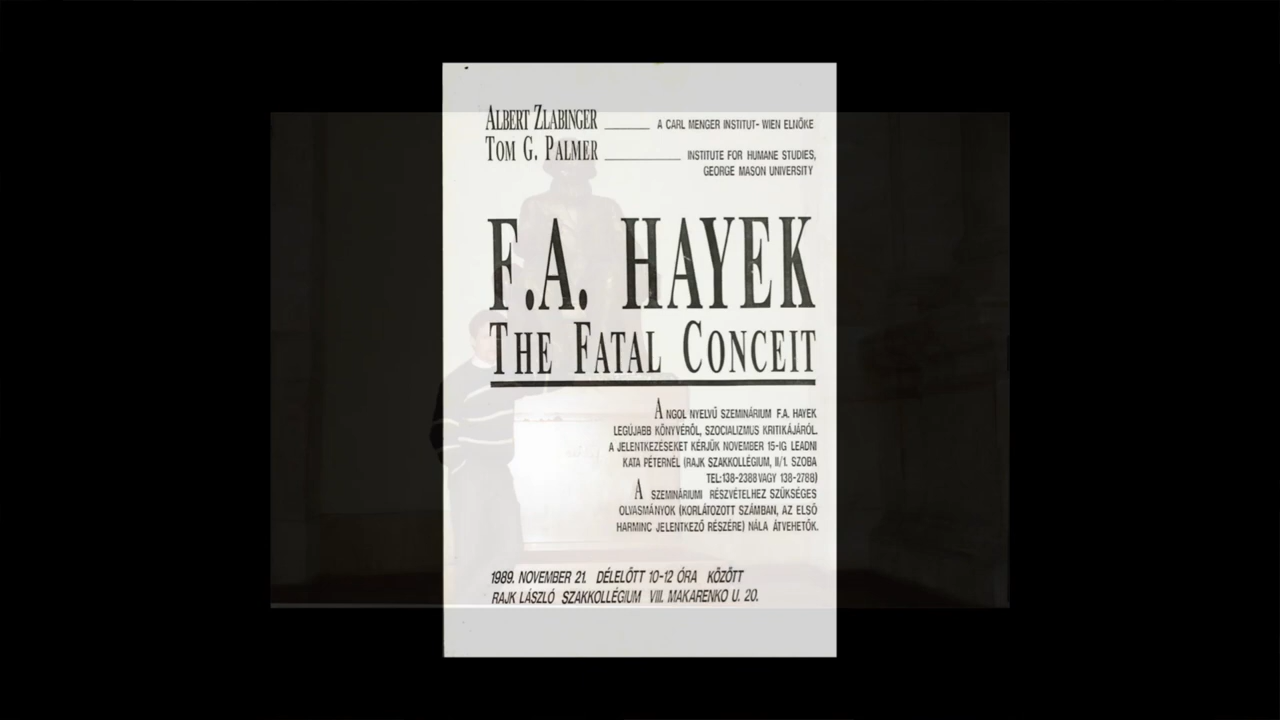 ALBERT ZLABINGER ________ A CARL MENGER INSTITUT- WIEN ELNŐKE
TOM G. PALMER ____________ INSTITUTE FOR HUMANE STUDIES,
GEORGE MASON UNIVERSITY
F.A. HAYEK
THE FATAL CONCEIT
ANGOL NYELVŰ SZEMINÁRIUM F.A. HAYEK
LEGÚJABB KÖNYVÉRŐL, SZOCIALIZMUS KRITIKÁJÁRÓL.
A JELENTKEZÉSEKET KÉRJÜK NOVEMBER 15-IG LEADNI
KATA PÉTERNÉL (RAJK SZAKKOLLÉGIUM, II/1. SZOBA
TEL:138-2388 VAGY 138-2788)
A SZEMINÁRIUMI RÉSZVÉTELHEZ SZÜKSÉGES
OLVASMÁNYOK (KORLÁTOZOTT SZÁMBAN, AZ ELSŐ
HARMINC JELENTKEZŐ RÉSZÉRE) NÁLA ÁTVEHETŐK.
1989. NOVEMBER 21. DÉLELŐTT 10-12 ÓRA KÖZÖTT
RAJK LÁSZLÓ SZAKKOLLÉGIUM VIII. MAKARENKO U. 20.